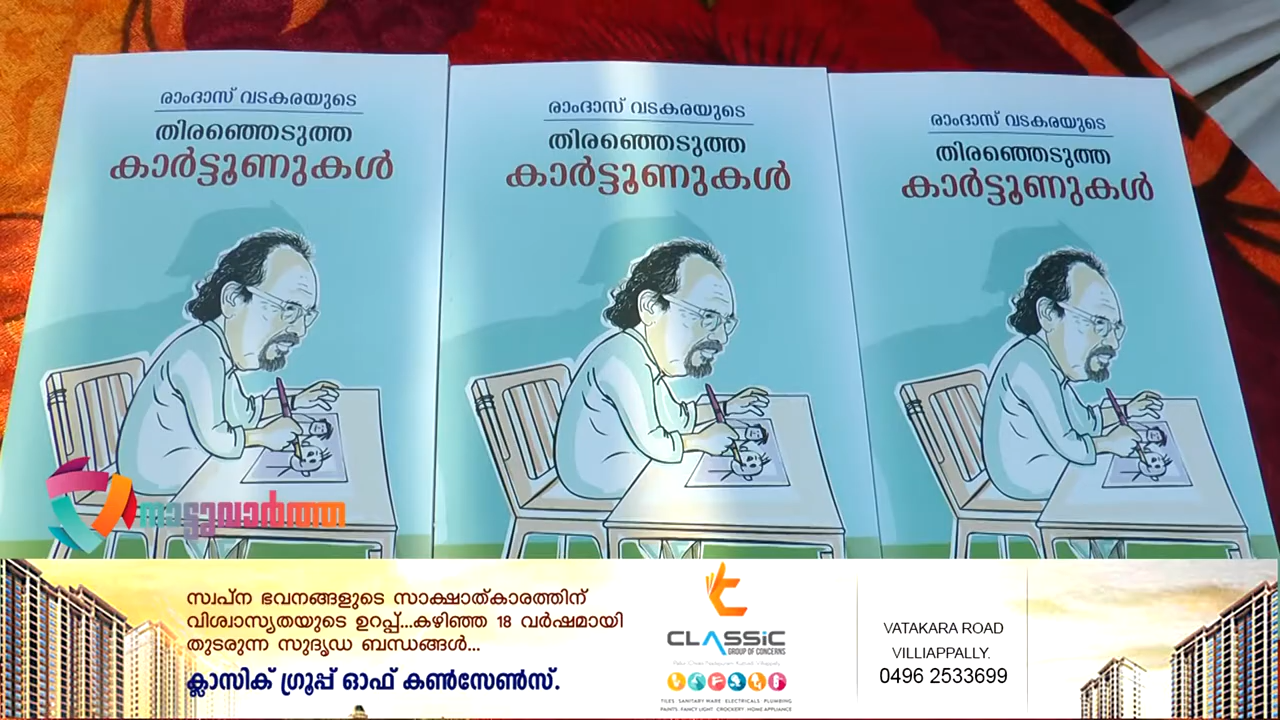 രാംദാസ് വടകരയുടെ
തിരഞ്ഞെടുത്ത
കാർട്ടൂണുകൾ
രാംദാസ് വടകരയുടെ
തിരഞ്ഞെടുത്ത
കാർട്ടൂണുകൾ
രാംദാസ് വടകരയുടെ
തിരഞ്ഞെടുത്ത
കാർട്ടൂണുകൾ
നാട്ടുവാർത്ത
സ്വപ്ന ഭവനങ്ങളുടെ സാക്ഷാത്കാരത്തിന്
വിശ്വാസ്യതയുടെ ഉറപ്പ്...കഴിഞ്ഞ 18 വർഷമായി
തുടരുന്ന സുദൃഡ ബന്ധങ്ങൾ...
ക്ലാസിക് ഗ്രൂപ്പ് ഓഫ് കൺസേൺസ്.
CLASSiC
GROUP OF CONCERNS
TILES · SANITARY WARE · ELECTRICALS · PLUMBING
PAINTS · FANCY LIGHT · CROCKERY · HOME APPLIANCE
VATAKARA ROAD
VILLIAPPALLY.
0496 2533699